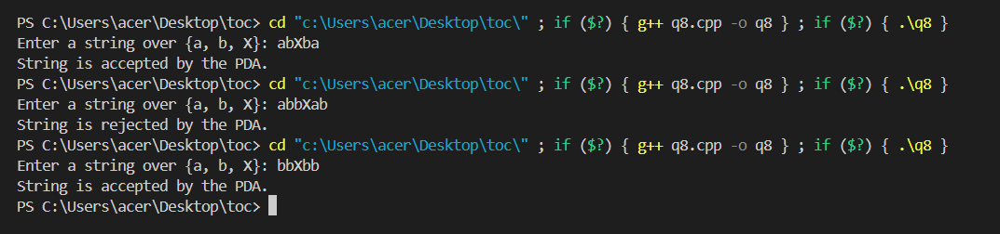 PS C:\Users\acer\Desktop\toc> cd "c:\Users\acer\Desktop\toc\" ; if ($?) { g++ q8.cpp -o q8 } ; if ($?) { .\q8 }
Enter a string over {a, b, X}: abXba
String is accepted by the PDA.
PS C:\Users\acer\Desktop\toc> cd "c:\Users\acer\Desktop\toc\" ; if ($?) { g++ q8.cpp -o q8 } ; if ($?) { .\q8 }
Enter a string over {a, b, X}: abbXab
String is rejected by the PDA.
PS C:\Users\acer\Desktop\toc> cd "c:\Users\acer\Desktop\toc\" ; if ($?) { g++ q8.cpp -o q8 } ; if ($?) { .\q8 }
Enter a string over {a, b, X}: bbXbb
String is accepted by the PDA.
PS C:\Users\acer\Desktop\toc>